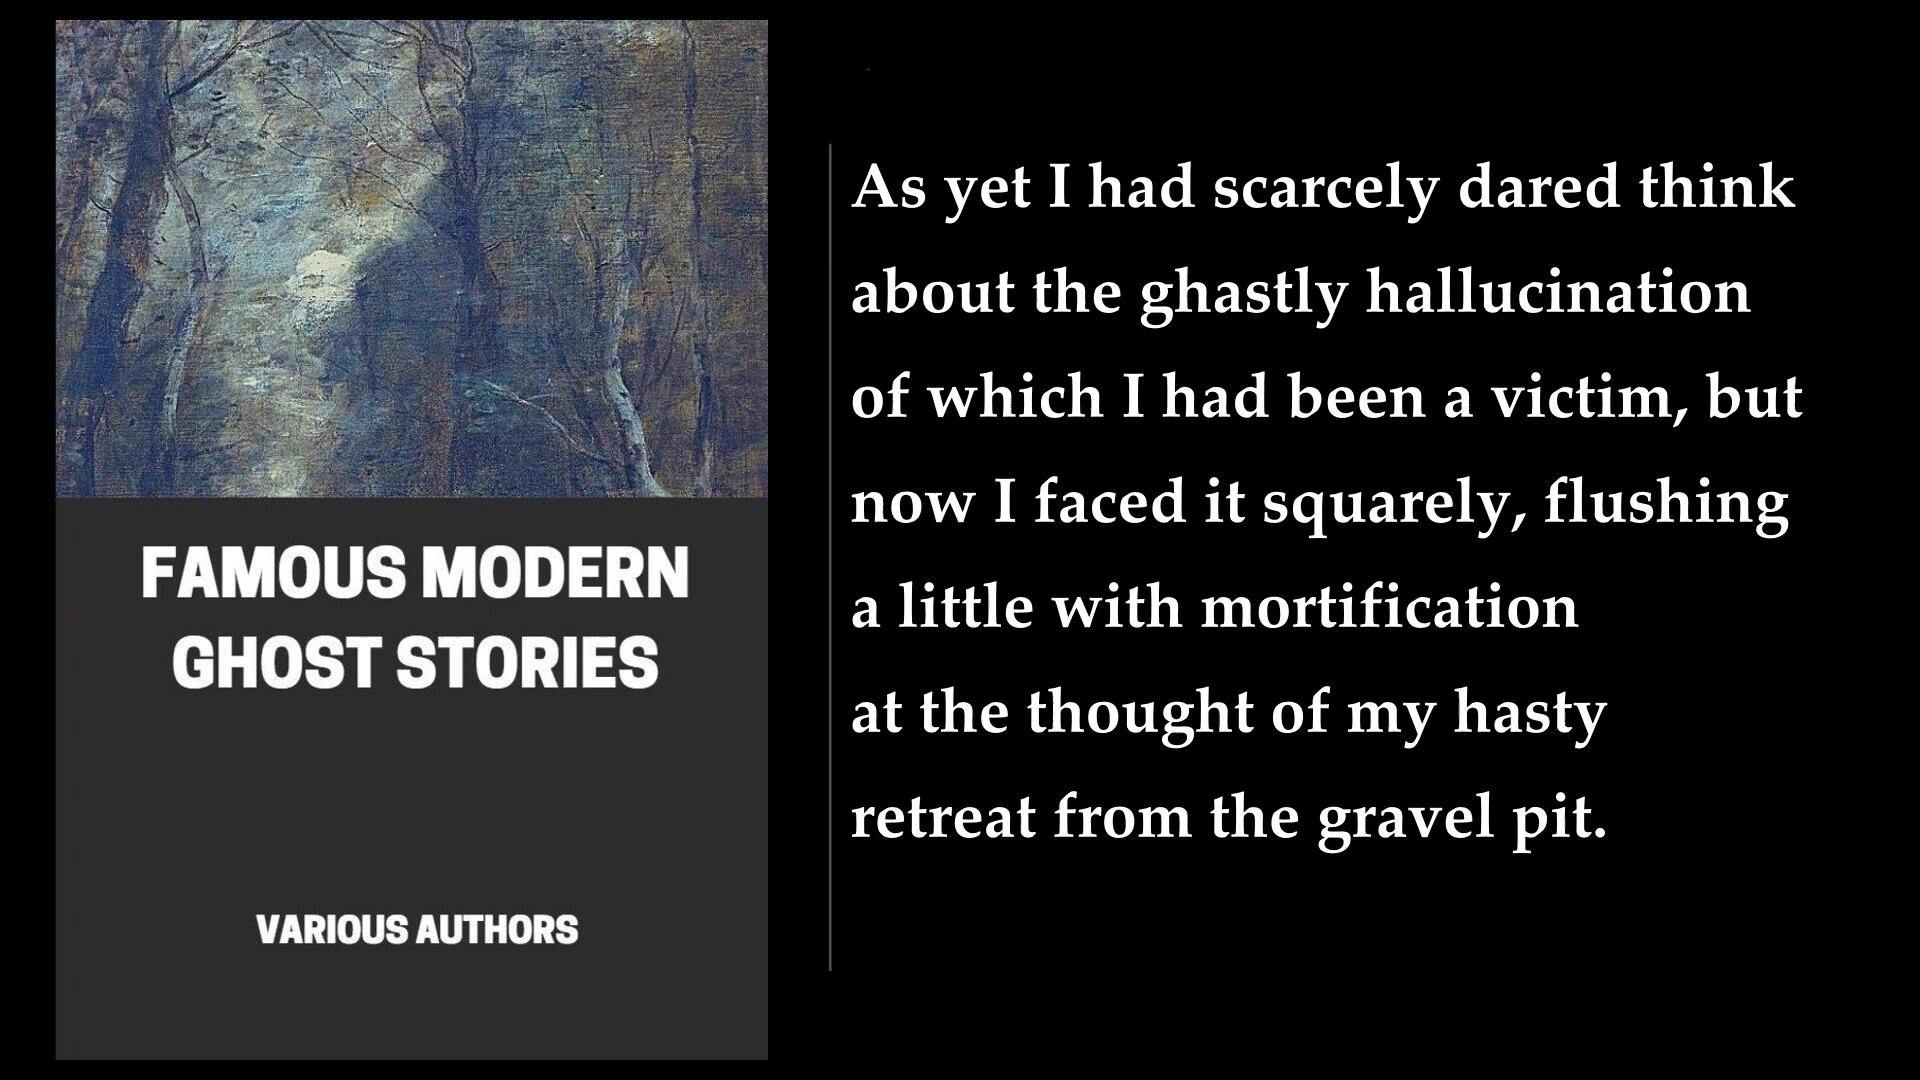 FAMOUS MODERN
GHOST STORIES
VARIOUS AUTHORS
As yet I had scarcely dared think
about the ghastly hallucination
of which I had been a victim, but
now I faced it squarely, flushing
a little with mortification
at the thought of my hasty
retreat from the gravel pit.